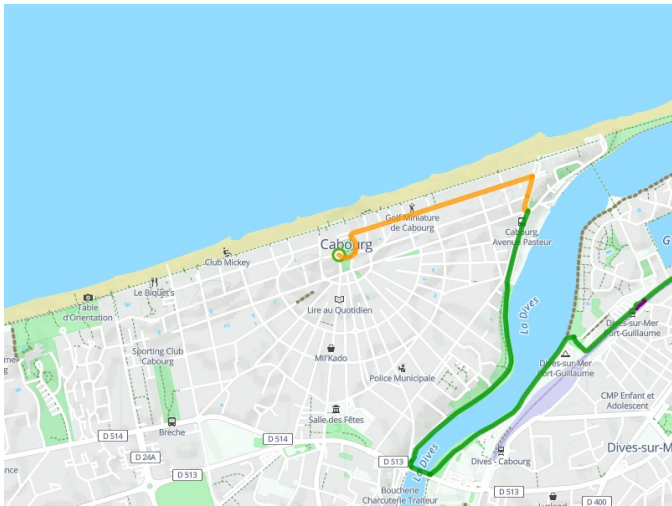 Golf Miniature
de Cabourg
Cabourg
Cabourg,
Avenue Pasteur
Club Mickey
Le Biquet's
Table
d'Orientation
Lire au Quotidien
La Dives
Dives-sur-Mer
Port-Guillaume
Sporting Club
Cabourg
Mil'Kado
Dives-sur-Mer
Port-Guillaume
Police Municipale
CMP Enfant et
Adolescent
Salle des Fêtes
Brèche
D 514
D 514
D 24A
D 513
D 513
La Dives
Dives - Cabourg
Dives-sur-M
Boucherie
Charcuterie Traiteur
D 513
D 400